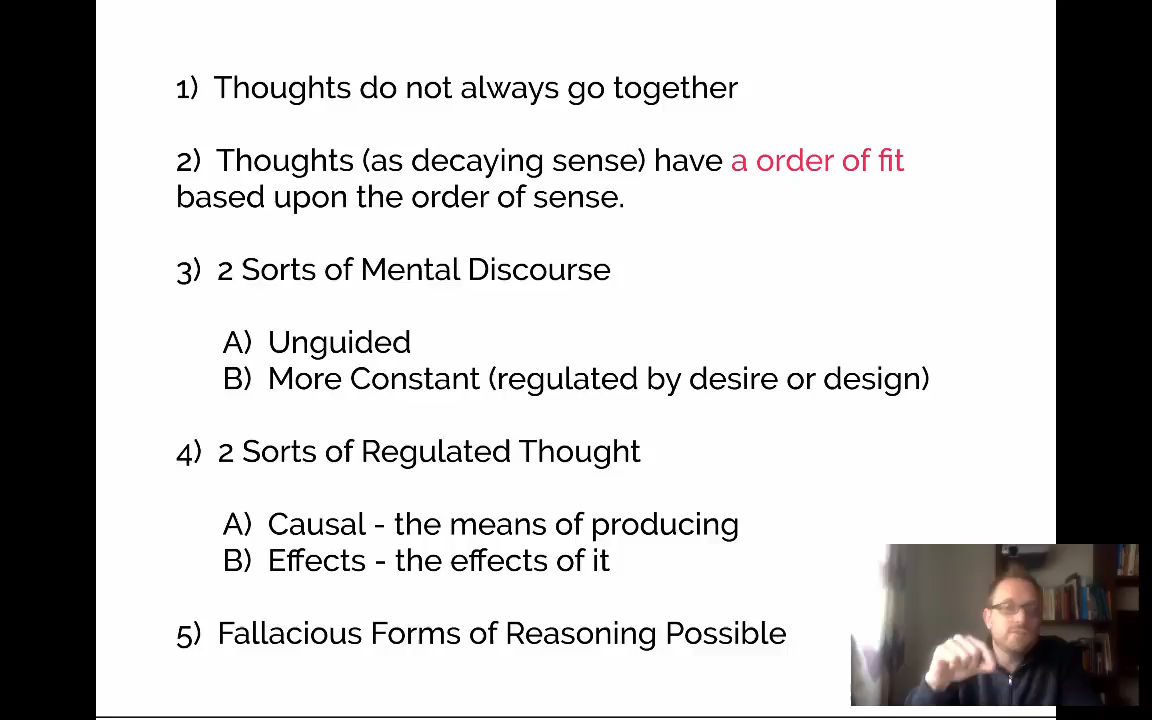 1) Thoughts do not always go together
2) Thoughts (as decaying sense) have a order of fit
based upon the order of sense.
3) 2 Sorts of Mental Discourse
A) Unguided
B) More Constant (regulated by desire or design)
4) 2 Sorts of Regulated Thought
A) Causal - the means of producing
B) Effects - the effects of it
5) Fallacious Forms of Reasoning Possible